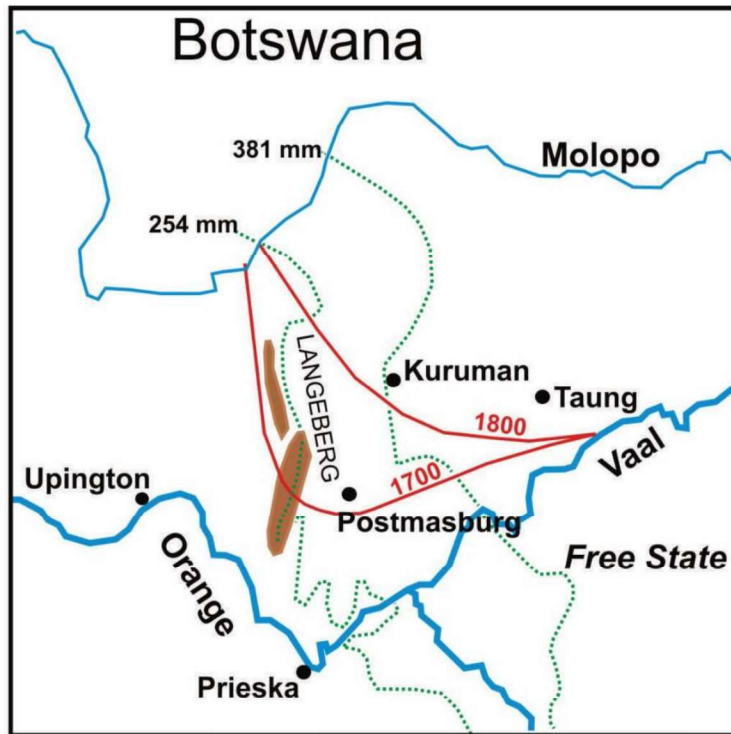 Botswana
381 mm
Molopo
254 mm
LANGEBERG
Kuruman
Taung
1800
Vaal
1700
Upington
Postmasburg
Orange
Free State
Prieska